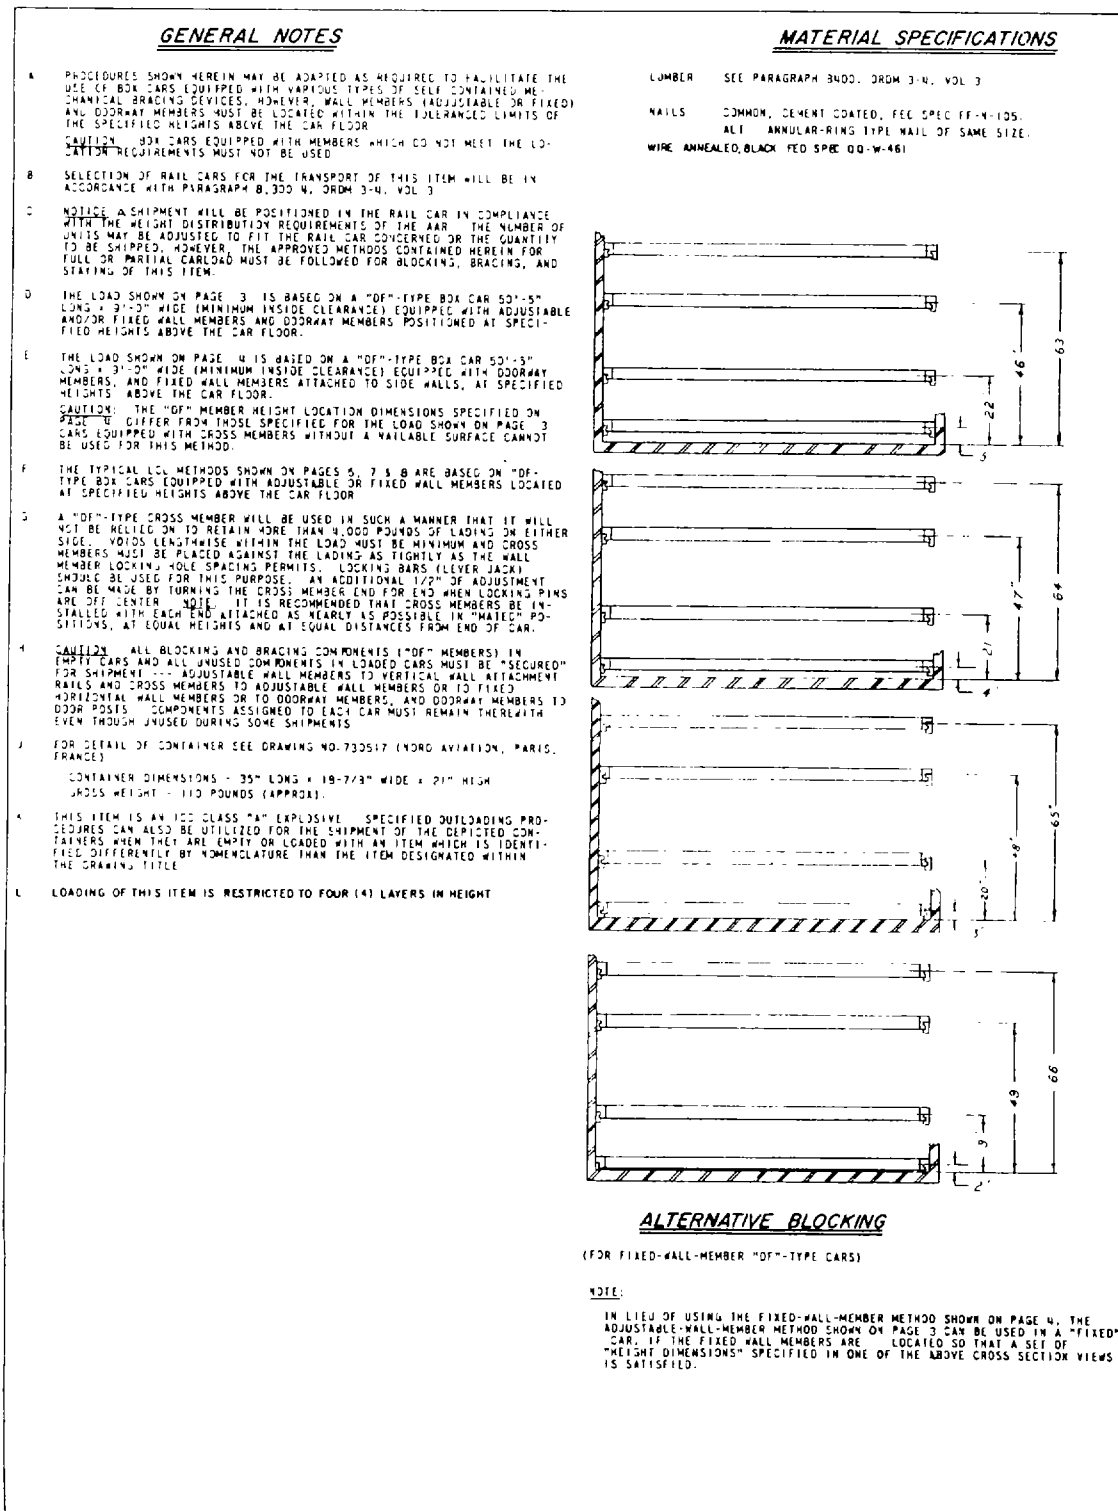 GENERAL NOTES
A PROCEDURES SHOWN HEREIN MAY BE ADAPTED AS REQUIRED TO FACILITATE THE
USE OF BOX CARS EQUIPPED WITH VARIOUS TYPES OF SELF CONTAINED ME-
CHANICAL BRACING DEVICES, HOWEVER, WALL MEMBERS (ADJUSTABLE OR FIXED)
AND DOORWAY MEMBERS MUST BE LOCATED WITHIN THE TOLERANCED LIMITS OF
THE SPECIFIED HEIGHTS ABOVE THE CAR FLOOR
CAUTION BOX CARS EQUIPPED WITH MEMBERS WHICH DO NOT MEET THE LO-
CATION REQUIREMENTS MUST NOT BE USED
B SELECTION OF RAIL CARS FOR THE TRANSPORT OF THIS ITEM WILL BE IN
ACCORDANCE WITH PARAGRAPH 8,300 4, ORDM 3-4, VOL 3
C NOTICE A SHIPMENT WILL BE POSITIONED IN THE RAIL CAR IN COMPLIANCE
WITH THE WEIGHT DISTRIBUTION REQUIREMENTS OF THE AAR THE NUMBER OF
UNITS MAY BE ADJUSTED TO FIT THE RAIL CAR CONCERNED OR THE QUANTITY
TO BE SHIPPED, HOWEVER, THE APPROVED METHODS CONTAINED HEREIN FOR
FULL OR PARTIAL CARLOAD MUST BE FOLLOWED FOR BLOCKING, BRACING, AND
STAYING OF THIS ITEM.
D THE LOAD SHOWN ON PAGE 3 IS BASED ON A "DF"-TYPE BOX CAR 50'-5"
LONG x 9'-0" WIDE (MINIMUM INSIDE CLEARANCE) EQUIPPED WITH ADJUSTABLE
AND/OR FIXED WALL MEMBERS AND DOORWAY MEMBERS POSITIONED AT SPECI-
FIED HEIGHTS ABOVE THE CAR FLOOR.
E THE LOAD SHOWN ON PAGE 4 IS BASED ON A "DF"-TYPE BOX CAR 50'-5"
LONG x 9'-0" WIDE (MINIMUM INSIDE CLEARANCE) EQUIPPED WITH DOORWAY
MEMBERS, AND FIXED WALL MEMBERS ATTACHED TO SIDE WALLS, AT SPECIFIED
HEIGHTS ABOVE THE CAR FLOOR.
CAUTION: THE "DF" MEMBER HEIGHT LOCATION DIMENSIONS SPECIFIED ON
PAGE 4 DIFFER FROM THOSE SPECIFIED FOR THE LOAD SHOWN ON PAGE 3
CARS EQUIPPED WITH CROSS MEMBERS WITHOUT A NAILABLE SURFACE CANNOT
BE USED FOR THIS METHOD.
F THE TYPICAL LCL METHODS SHOWN ON PAGES 5, 7 & 8 ARE BASED ON "DF-
TYPE BOX CARS EQUIPPED WITH ADJUSTABLE OR FIXED WALL MEMBERS LOCATED
AT SPECIFIED HEIGHTS ABOVE THE CAR FLOOR
G A "DF"-TYPE CROSS MEMBER WILL BE USED IN SUCH A MANNER THAT IT WILL
NOT BE RELIED ON TO RETAIN MORE THAN 4,000 POUNDS OF LADING ON EITHER
SIDE. VOIDS LENGTHWISE WITHIN THE LOAD MUST BE MINIMUM AND CROSS
MEMBERS MUST BE PLACED AGAINST THE LADING AS TIGHTLY AS THE WALL
MEMBER LOCKING HOLE SPACING PERMITS. LOCKING BARS (LEVER JACK)
SHOULD BE USED FOR THIS PURPOSE. AN ADDITIONAL 1/2" OF ADJUSTMENT
CAN BE MADE BY TURNING THE CROSS MEMBER END FOR END WHEN LOCKING PINS
ARE OFF CENTER NOTE IT IS RECOMMENDED THAT CROSS MEMBERS BE IN-
STALLED WITH EACH END ATTACHED AS NEARLY AS POSSIBLE IN "MATED" PO-
SITIONS, AT EQUAL HEIGHTS AND AT EQUAL DISTANCES FROM END OF CAR.
H CAUTION ALL BLOCKING AND BRACING COMPONENTS ("DF" MEMBERS) IN
EMPTY CARS AND ALL UNUSED COMPONENTS IN LOADED CARS MUST BE "SECURED"
FOR SHIPMENT --- ADJUSTABLE WALL MEMBERS TO VERTICAL WALL ATTACHMENT
RAILS AND CROSS MEMBERS TO ADJUSTABLE WALL MEMBERS OR TO FIXED
HORIZONTAL WALL MEMBERS OR TO DOORWAY MEMBERS, AND DOORWAY MEMBERS TO
DOOR POSTS COMPONENTS ASSIGNED TO EACH CAR MUST REMAIN THEREWITH
EVEN THOUGH UNUSED DURING SOME SHIPMENTS
J FOR DETAIL OF CONTAINER SEE DRAWING NO. 730517 (NORD AVIATION, PARIS,
FRANCE)
CONTAINER DIMENSIONS - 35" LONG x 19-7/8" WIDE x 21" HIGH
GROSS WEIGHT - 110 POUNDS (APPROX).
K THIS ITEM IS AN ICC CLASS "A" EXPLOSIVE SPECIFIED OUTLOADING PRO-
CEDURES CAN ALSO BE UTILIZED FOR THE SHIPMENT OF THE DEPICTED CON-
TAINERS WHEN THEY ARE EMPTY OR LOADED WITH AN ITEM WHICH IS IDENTI-
FIED DIFFERENTLY BY NOMENCLATURE THAN THE ITEM DESIGNATED WITHIN
THE DRAWING TITLE
L LOADING OF THIS ITEM IS RESTRICTED TO FOUR (4) LAYERS IN HEIGHT
MATERIAL SPECIFICATIONS
LUMBER SEE PARAGRAPH 8400, ORDM 3-4, VOL 3
NAILS COMMON, CEMENT COATED, FED SPEC FF-N-105.
ALT ANNULAR-RING TYPE NAIL OF SAME SIZE.
WIRE ANNEALED, BLACK FED SPEC QQ-W-461
63
46"
22
5
64
47"
21
4
65"
48"
20"
3
66
49
9
2"
ALTERNATIVE BLOCKING
(FOR FIXED-WALL-MEMBER "DF"-TYPE CARS)
NOTE:
IN LIEU OF USING THE FIXED-WALL-MEMBER METHOD SHOWN ON PAGE 4, THE
ADJUSTABLE-WALL-MEMBER METHOD SHOWN ON PAGE 3 CAN BE USED IN A "FIXED"
CAR, IF THE FIXED WALL MEMBERS ARE LOCATED SO THAT A SET OF
"HEIGHT DIMENSIONS" SPECIFIED IN ONE OF THE ABOVE CROSS SECTION VIEWS
IS SATISFIED.